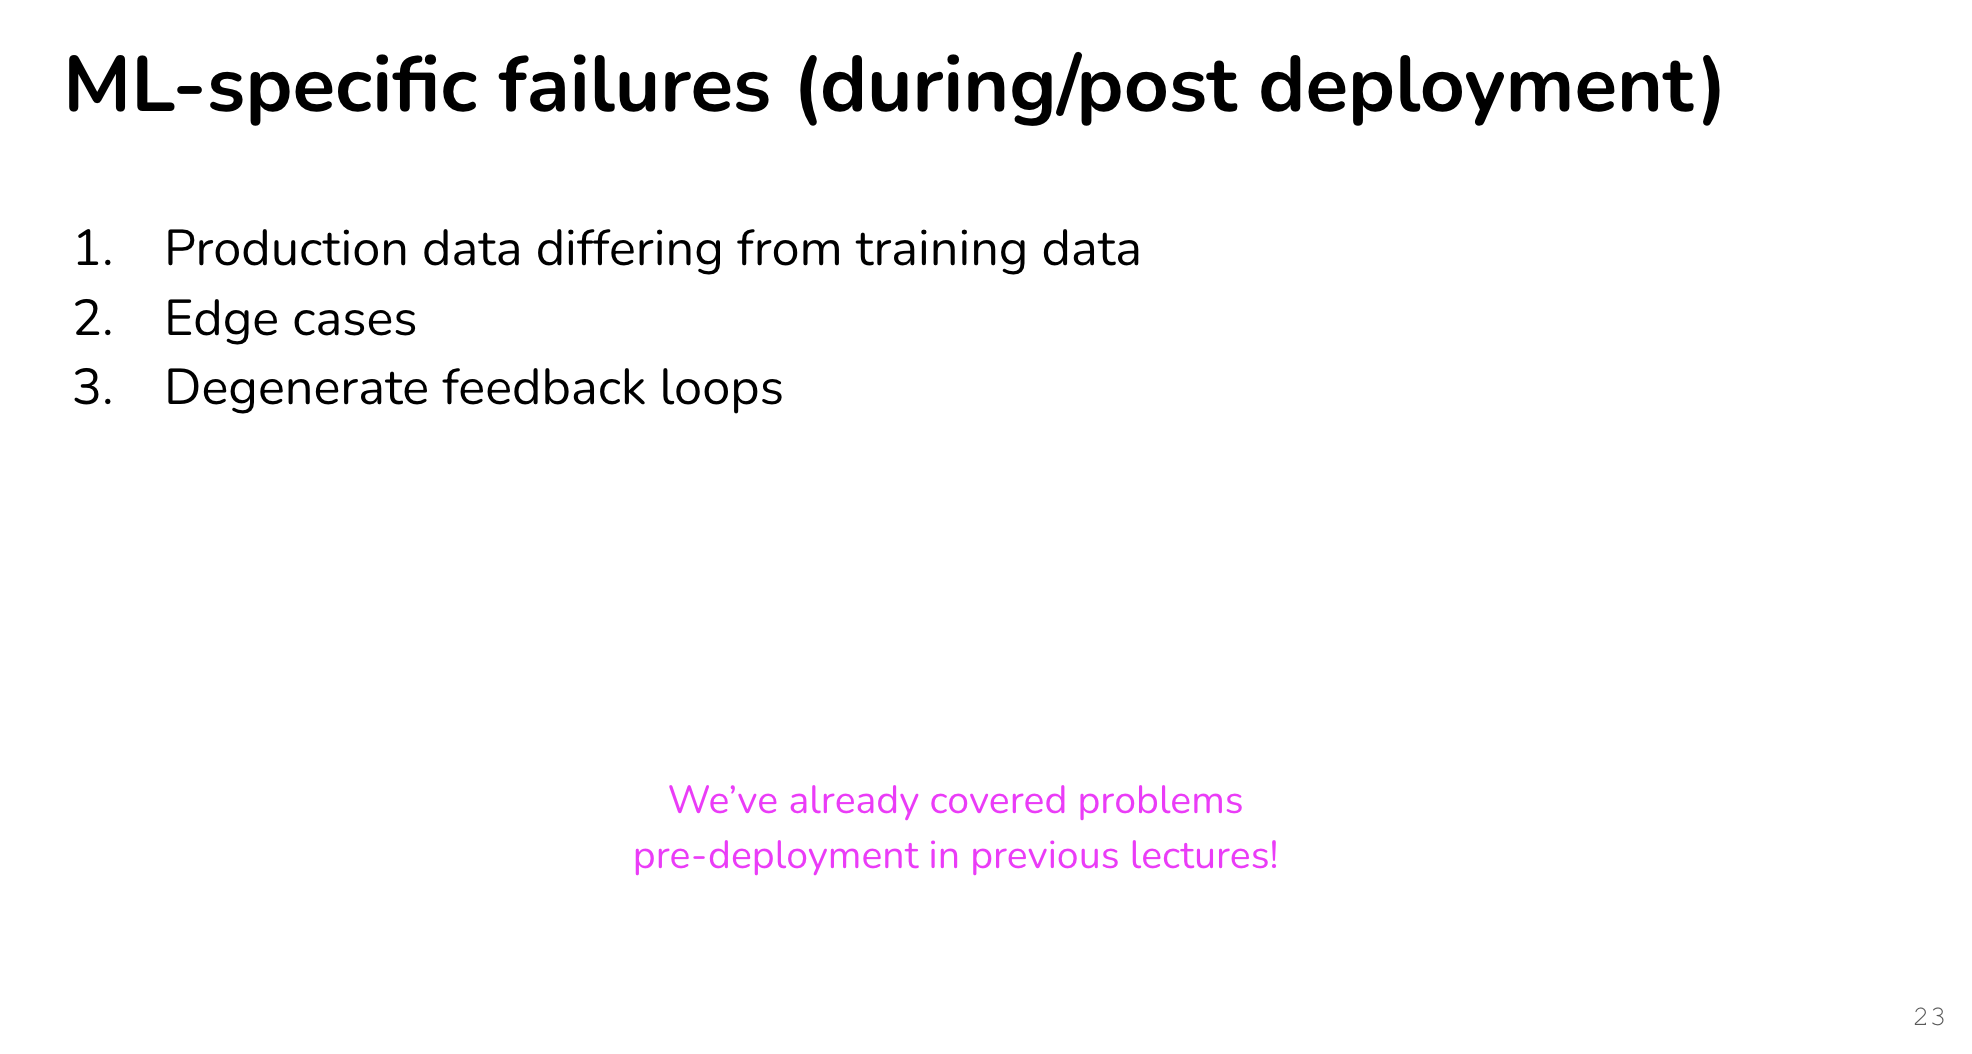 ML-specific failures (during/post deployment)
1. Production data differing from training data
2. Edge cases
3. Degenerate feedback loops
We’ve already covered problems
pre-deployment in previous lectures!
23